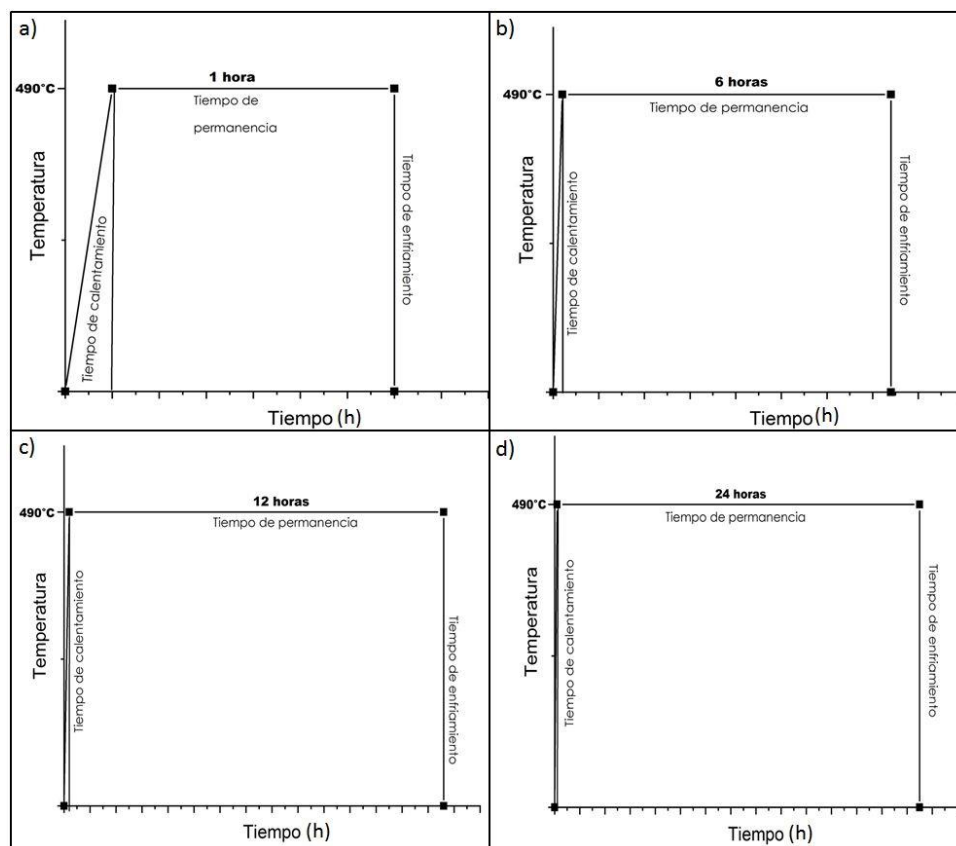 a)
1 hora
490°C
Tiempo de
permanencia
Temperatura
Tiempo de calentamiento
Tiempo de enfriamiento
Tiempo (h)
b)
6 horas
490°C
Tiempo de permanencia
Temperatura
Tiempo de calentamiento
Tiempo de enfriamiento
Tiempo (h)
c)
12 horas
490°C
Tiempo de permanencia
Temperatura
Tiempo de calentamiento
Tiempo de enfriamiento
Tiempo (h)
d)
24 horas
490°C
Tiempo de permanencia
Temperatura
Tiempo de calentamiento
Tiempo de enfriamiento
Tiempo (h)